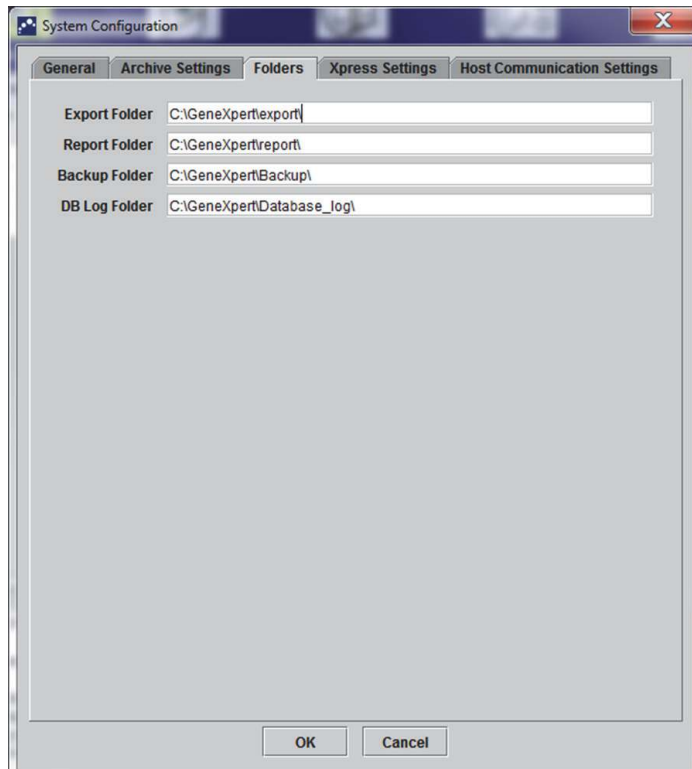 System Configuration
General Archive Settings Folders Xpress Settings Host Communication Settings
Export Folder C:\GeneXpert\export\
Report Folder C:\GeneXpert\report\
Backup Folder C:\GeneXpert\Backup\
DB Log Folder C:\GeneXpert\Database_log\
OK Cancel